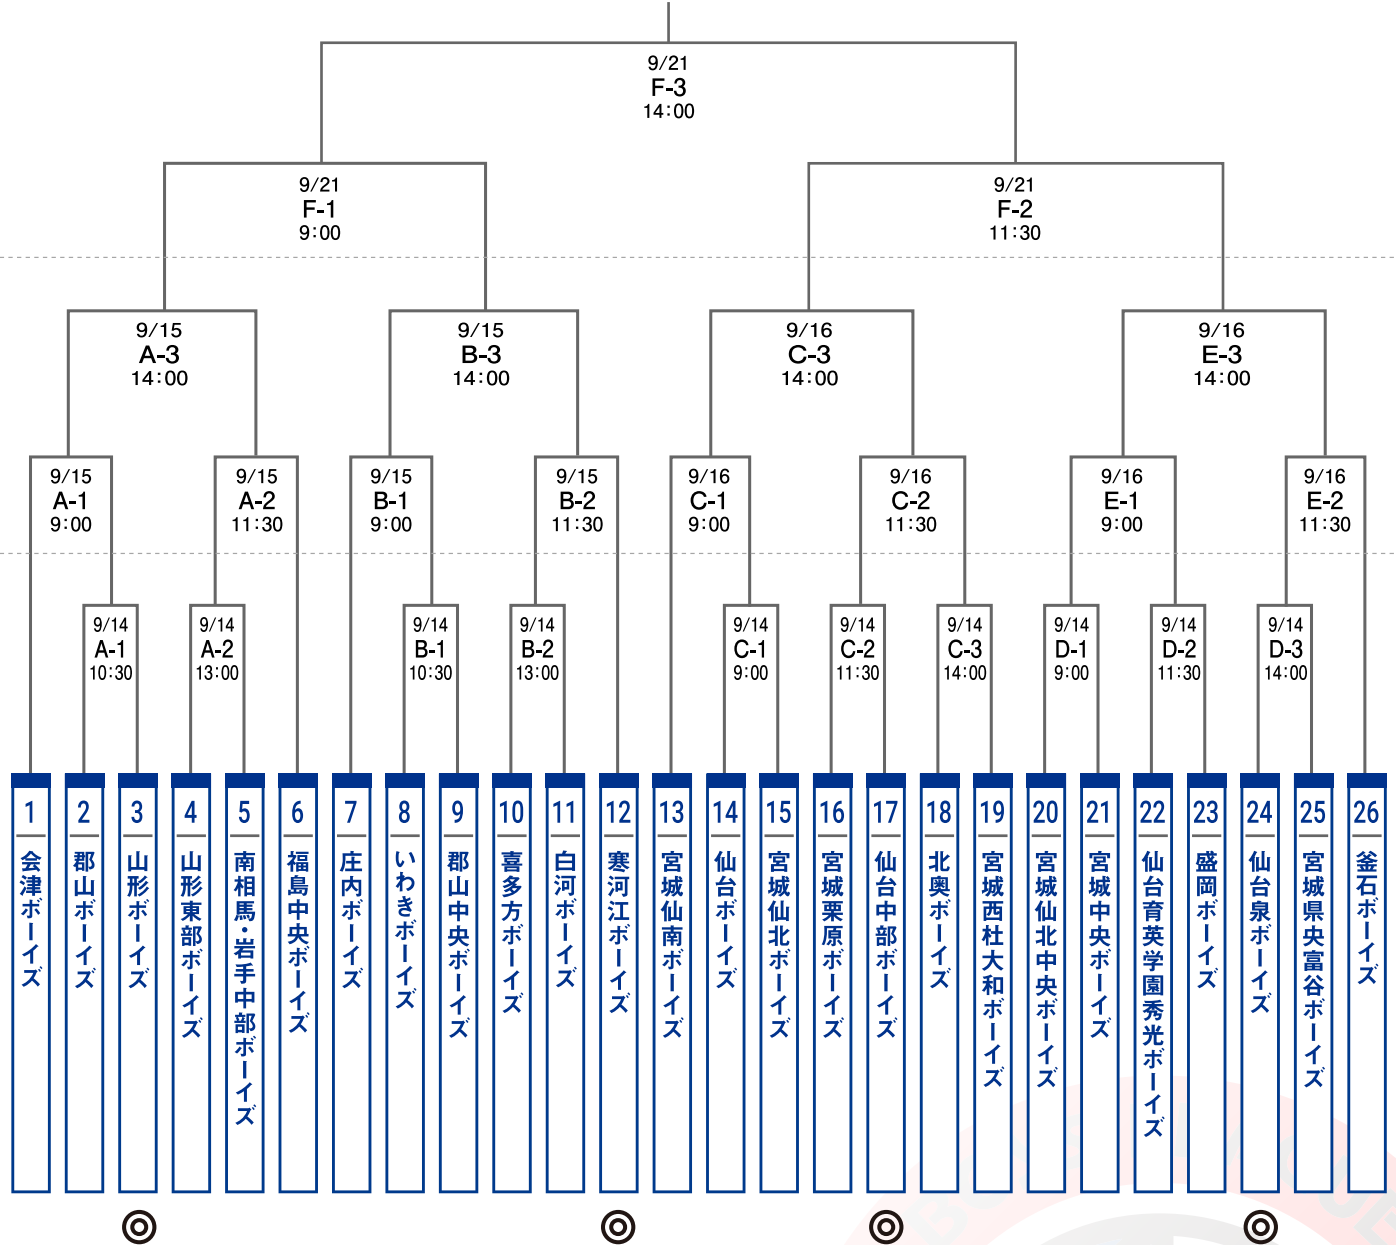 9/21
F-3
14:00
9/21
F-1
9:00
9/21
F-2
11:30
9/15
A-3
14:00
9/15
B-3
14:00
9/16
C-3
14:00
9/16
E-3
14:00
9/15
A-1
9:00
9/15
A-2
11:30
9/15
B-1
9:00
9/15
B-2
11:30
9/16
C-1
9:00
9/16
C-2
11:30
9/16
E-1
9:00
9/16
E-2
11:30
9/14
A-1
10:30
9/14
A-2
13:00
9/14
B-1
10:30
9/14
B-2
13:00
9/14
C-1
9:00
9/14
C-2
11:30
9/14
C-3
14:00
9/14
D-1
9:00
9/14
D-2
11:30
9/14
D-3
14:00
1
会津ボーイズ
2
郡山ボーイズ
3
山形ボーイズ
4
山形東部ボーイズ
5
南相馬・岩手中部ボーイズ
6
福島中央ボーイズ
7
庄内ボーイズ
8
いわきボーイズ
9
郡山中央ボーイズ
10
喜多方ボーイズ
11
白河ボーイズ
12
寒河江ボーイズ
13
宮城仙南ボーイズ
14
仙台ボーイズ
15
宮城仙北ボーイズ
16
宮城栗原ボーイズ
17
仙台中部ボーイズ
18
北奥ボーイズ
19
宮城西杜大和ボーイズ
20
宮城仙北中央ボーイズ
21
宮城中央ボーイズ
22
仙台育英学園秀光ボーイズ
23
盛岡ボーイズ
24
仙台泉ボーイズ
25
宮城県央富谷ボーイズ
26
釜石ボーイズ
◎
◎
◎
◎